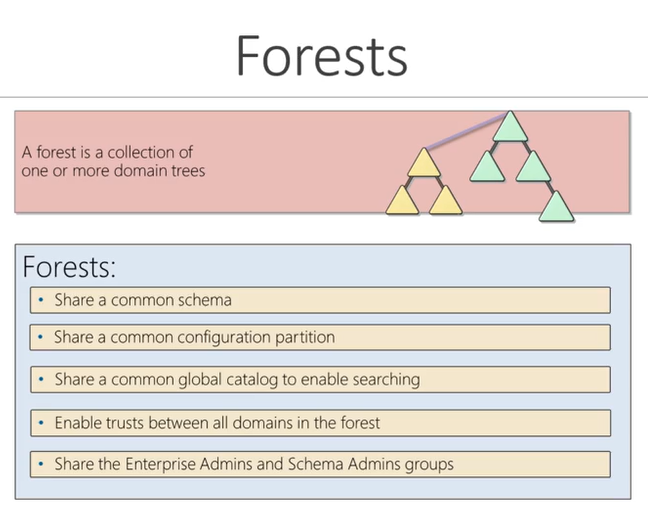 Forests
A forest is a collection of
one or more domain trees
Forests:
• Share a common schema
• Share a common configuration partition
• Share a common global catalog to enable searching
• Enable trusts between all domains in the forest
• Share the Enterprise Admins and Schema Admins groups